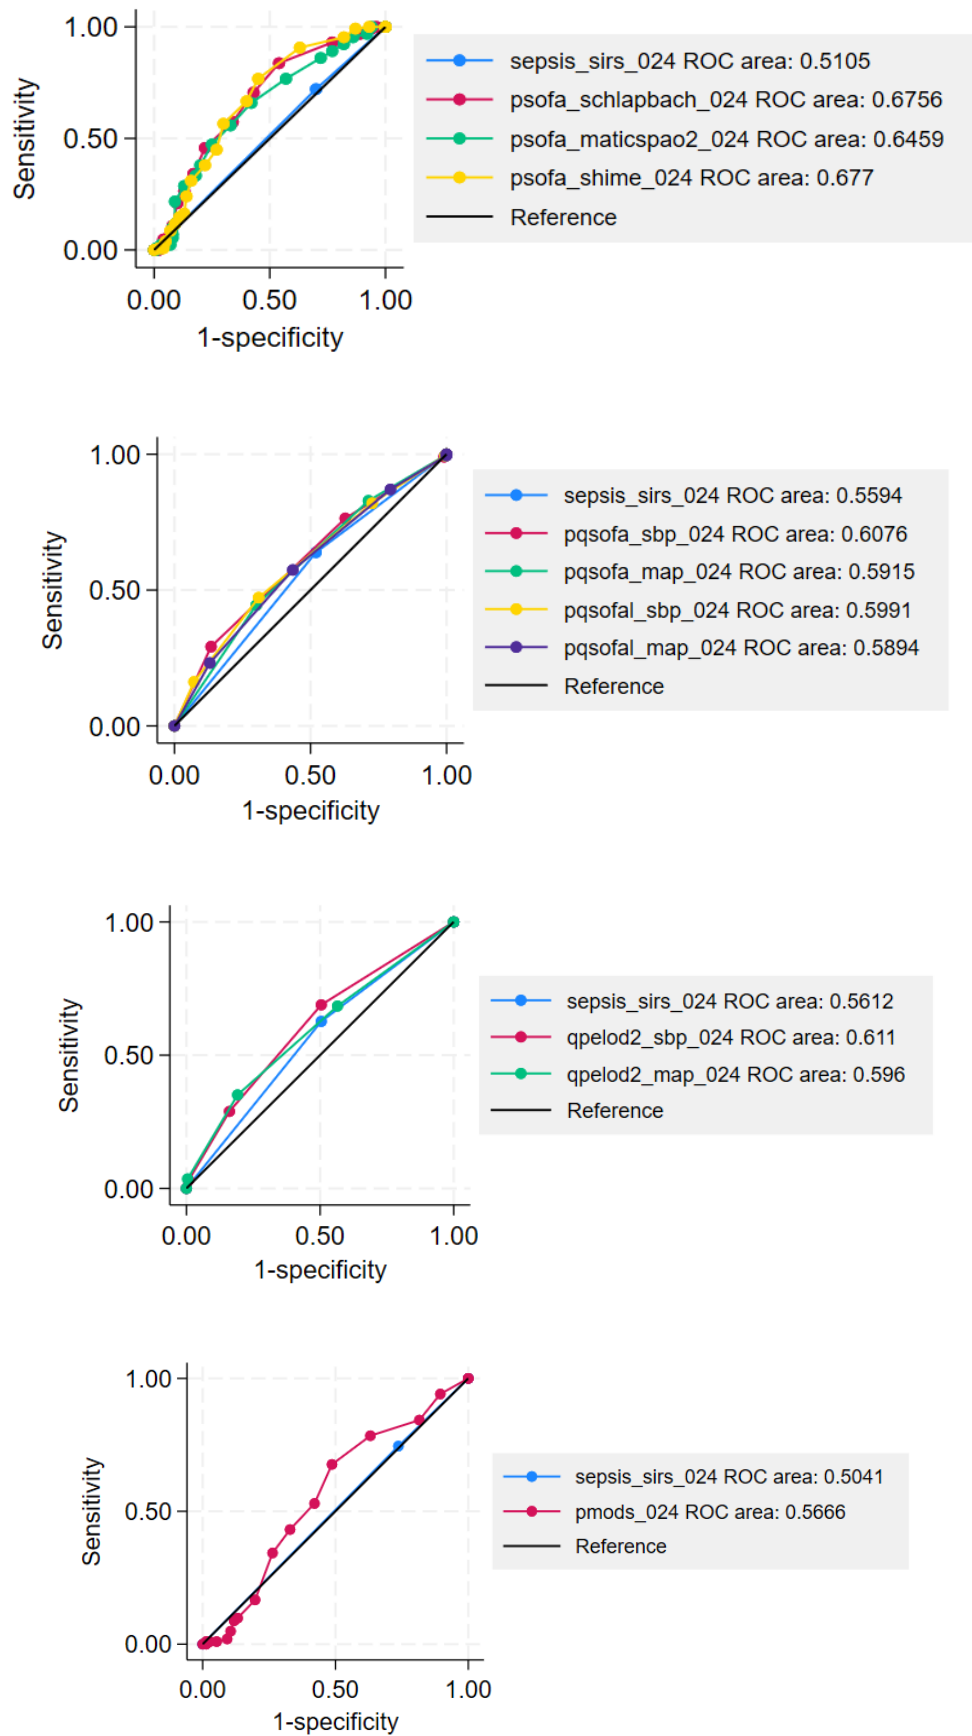 1.00
0.50
0.00
Sensitivity
0.00 0.50 1.00
1-specificity
sepsis_sirs_024 ROC area: 0.5105
psofa_schlapbach_024 ROC area: 0.6756
psofa_maticspao2_024 ROC area: 0.6459
psofa_shime_024 ROC area: 0.677
Reference
1.00
0.50
0.00
Sensitivity
0.00 0.50 1.00
1-specificity
sepsis_sirs_024 ROC area: 0.5594
pqsofa_sbp_024 ROC area: 0.6076
pqsofa_map_024 ROC area: 0.5915
pqsofal_sbp_024 ROC area: 0.5991
pqsofal_map_024 ROC area: 0.5894
Reference
1.00
0.50
0.00
Sensitivity
0.00 0.50 1.00
1-specificity
sepsis_sirs_024 ROC area: 0.5612
qpelod2_sbp_024 ROC area: 0.611
qpelod2_map_024 ROC area: 0.596
Reference
1.00
0.50
0.00
Sensitivity
0.00 0.50 1.00
1-specificity
sepsis_sirs_024 ROC area: 0.5041
pmods_024 ROC area: 0.5666
Reference